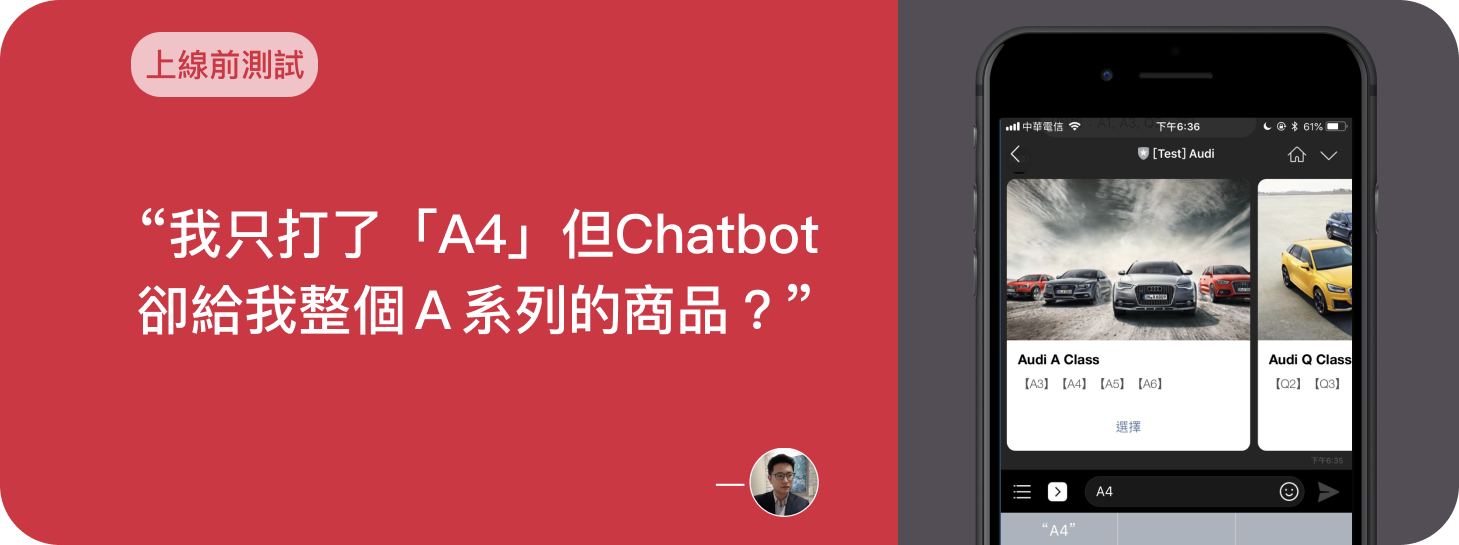 上線前測試
“我只打了「A4」但Chatbot
卻給我整個 A 系列的商品？”
中華電信 下午6:36 61%
[Test] Audi
Audi A Class
【A3】【A4】【A5】【A6】
選擇
Audi Q Class
【Q2】【Q3】
下午6:35
A4
“A4”